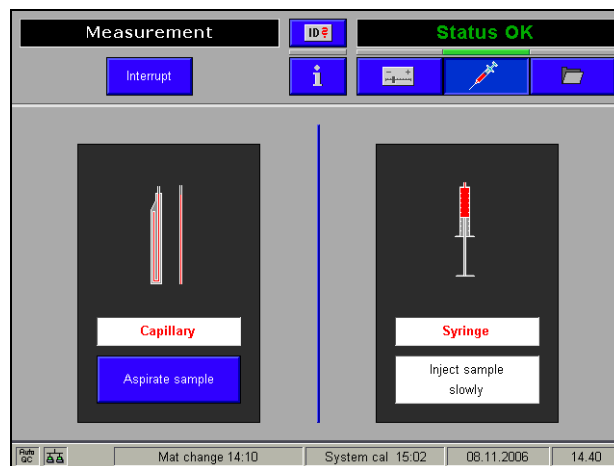 Measurement
ID?
Status OK
Interrupt
i
Capillary
Syringe
Aspirate sample
Inject sample
slowly
Auto
QC
Mat change 14:10
System cal 15:02
08.11.2006
14.40